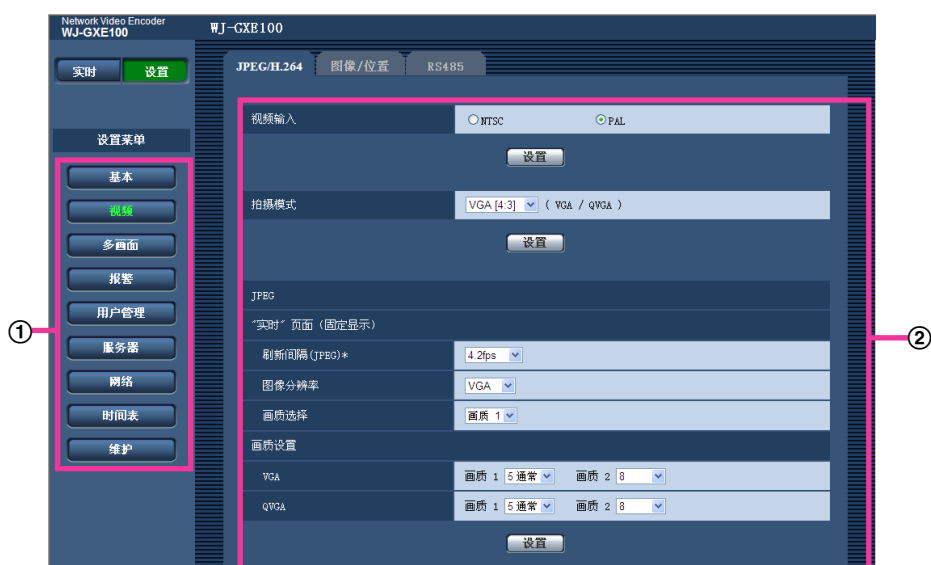 Network Video Encoder
WJ-GXE100
WJ-GXE100
实时 设置
JPEG/H.264 图像/位置 RS485
设置菜单
基本
视频
多画面
报警
用户管理
服务器
网络
时间表
维护
①
②
视频输入 NTSC PAL
设置
拍摄模式 VGA [4:3] ( VGA / QVGA )
设置
JPEG
“实时”页面（固定显示）
刷新间隔(JPEG)* 4.2fps
图像分辨率 VGA
画质选择 画质 1
画质设置
VGA 画质 1 5 通常 画质 2 8
QVGA 画质 1 5 通常 画质 2 8
设置